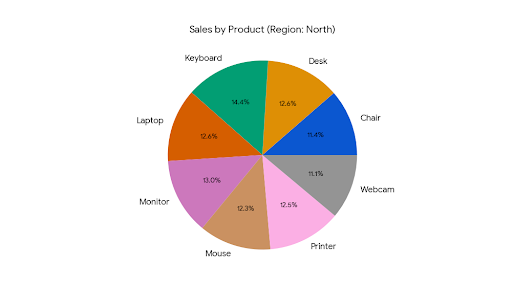 Sales by Product (Region: North)
Keyboard
Desk
14.4%
12.6%
Laptop
Chair
12.6%
11.4%
13.0%
11.1%
Webcam
Monitor
12.3%
12.5%
Mouse
Printer